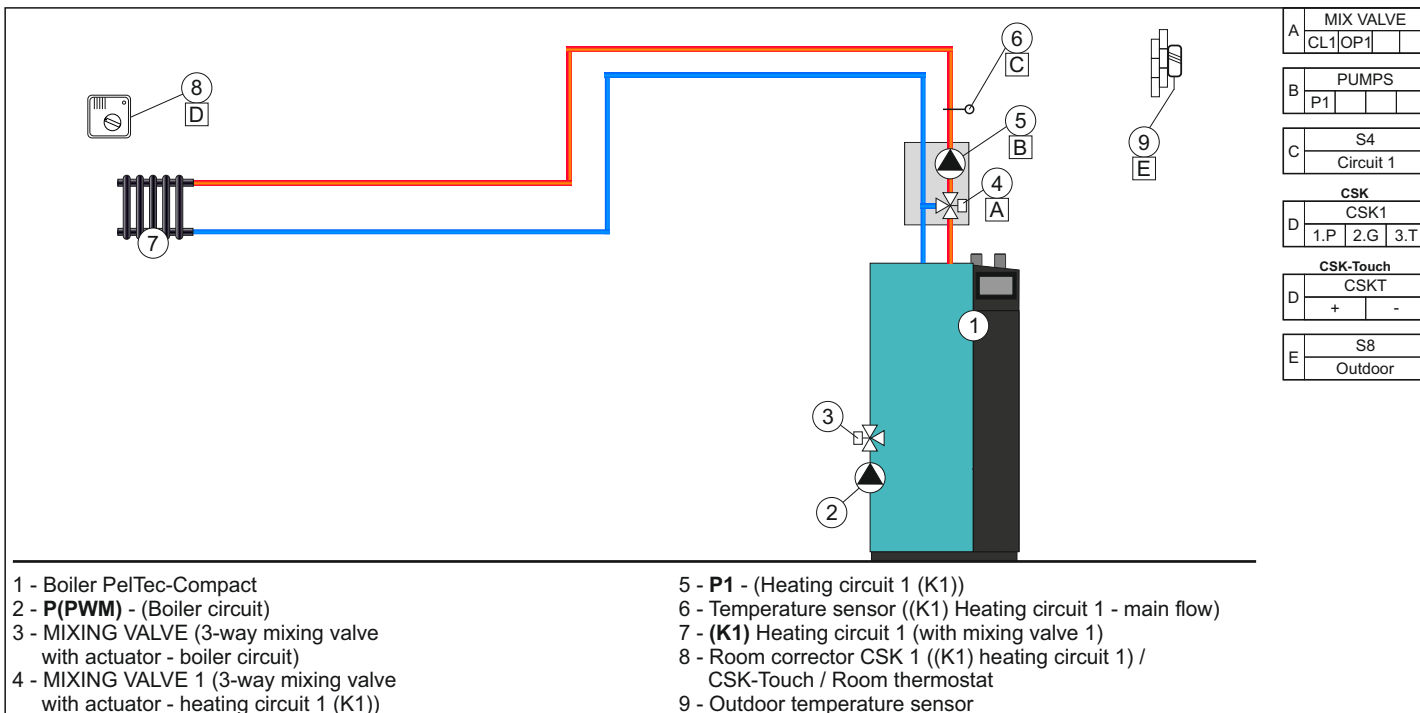 8
D
7
6
C
5
B
4
A
9
E
1
3
2
A
MIX VALVE
CL1 OP1
B
PUMPS
P1
C
S4
Circuit 1
CSK
D
CSK1
1.P 2.G 3.T
CSK-Touch
D
CSKT
+ -
E
S8
Outdoor
1 - Boiler PelTec-Compact
2 - P(PWM) - (Boiler circuit)
3 - MIXING VALVE (3-way mixing valve
with actuator - boiler circuit)
4 - MIXING VALVE 1 (3-way mixing valve
with actuator - heating circuit 1 (K1))
5 - P1 - (Heating circuit 1 (K1))
6 - Temperature sensor ((K1) Heating circuit 1 - main flow)
7 - (K1) Heating circuit 1 (with mixing valve 1)
8 - Room corrector CSK 1 ((K1) heating circuit 1) /
CSK-Touch / Room thermostat
9 - Outdoor temperature sensor